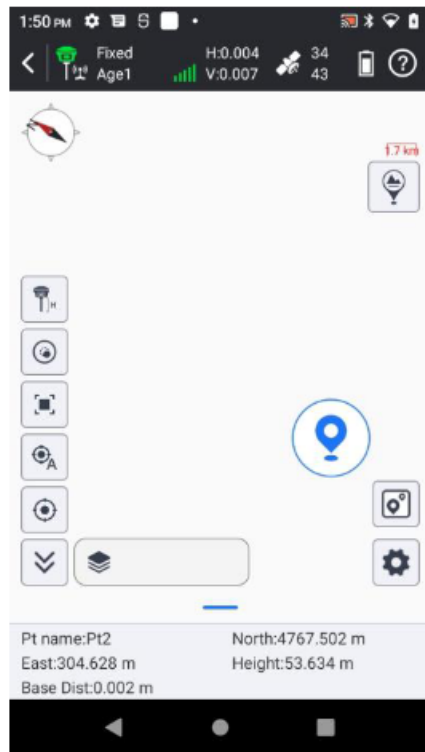 1:50 PM
Fixed H:0.004 34
Age1 V:0.007 43
1.7 km
H
A
Pt name:Pt2 North:4767.502 m
East:304.628 m Height:53.634 m
Base Dist:0.002 m